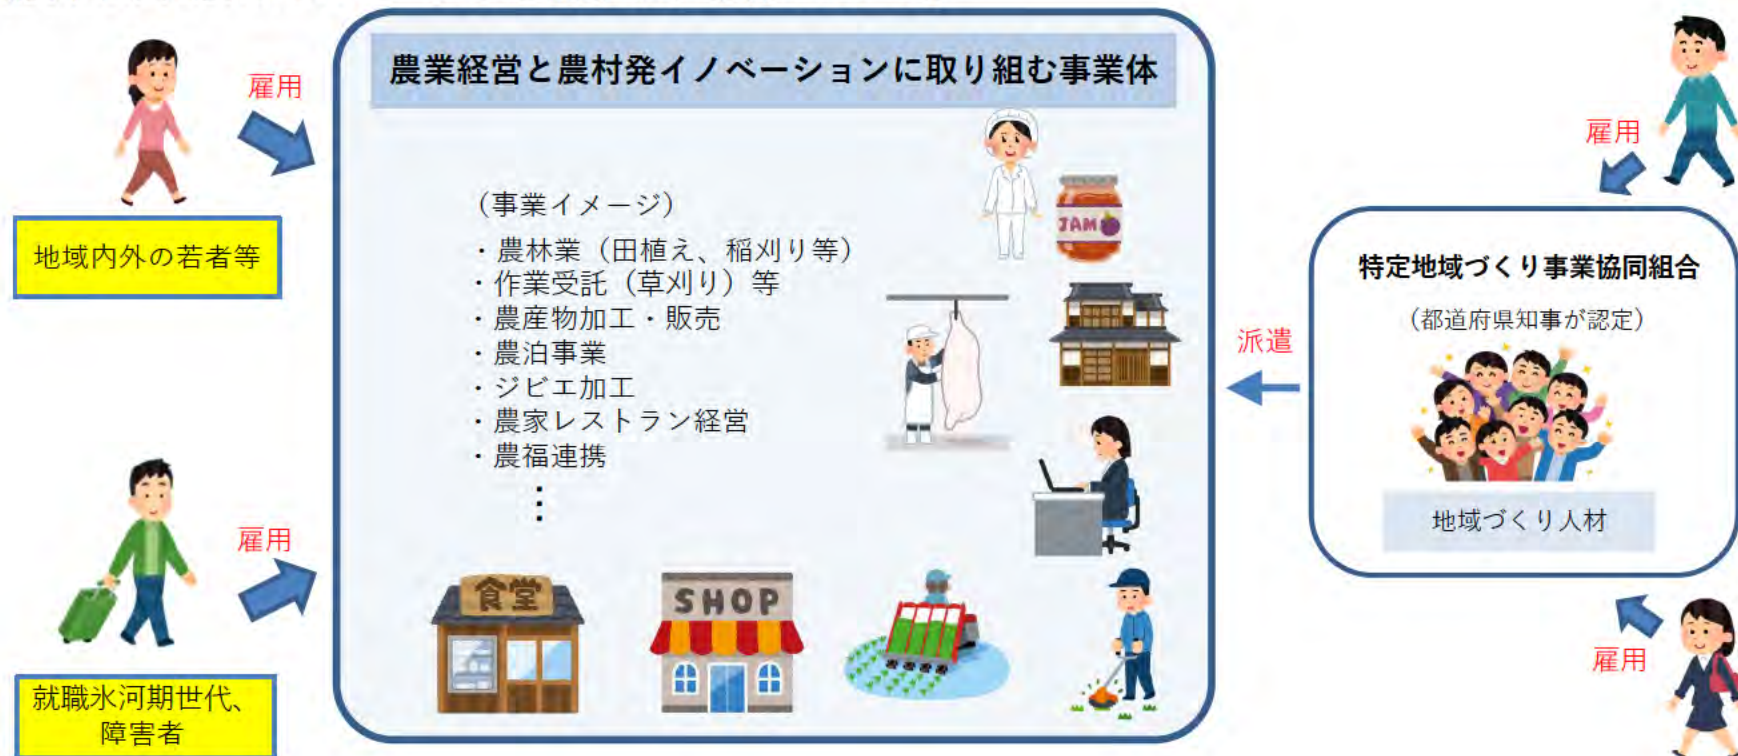 農業経営と農村発イノベーションに取り組む事業体
雇用
地域内外の若者等
雇用
就職氷河期世代、
障害者
（事業イメージ）
・農林業（田植え、稲刈り等）
・作業受託（草刈り）等
・農産物加工・販売
・農泊事業
・ジビエ加工
・農家レストラン経営
・農福連携
⋮
JAM
食堂
SHOP
派遣
雇用
特定地域づくり事業協同組合
（都道府県知事が認定）
地域づくり人材
雇用